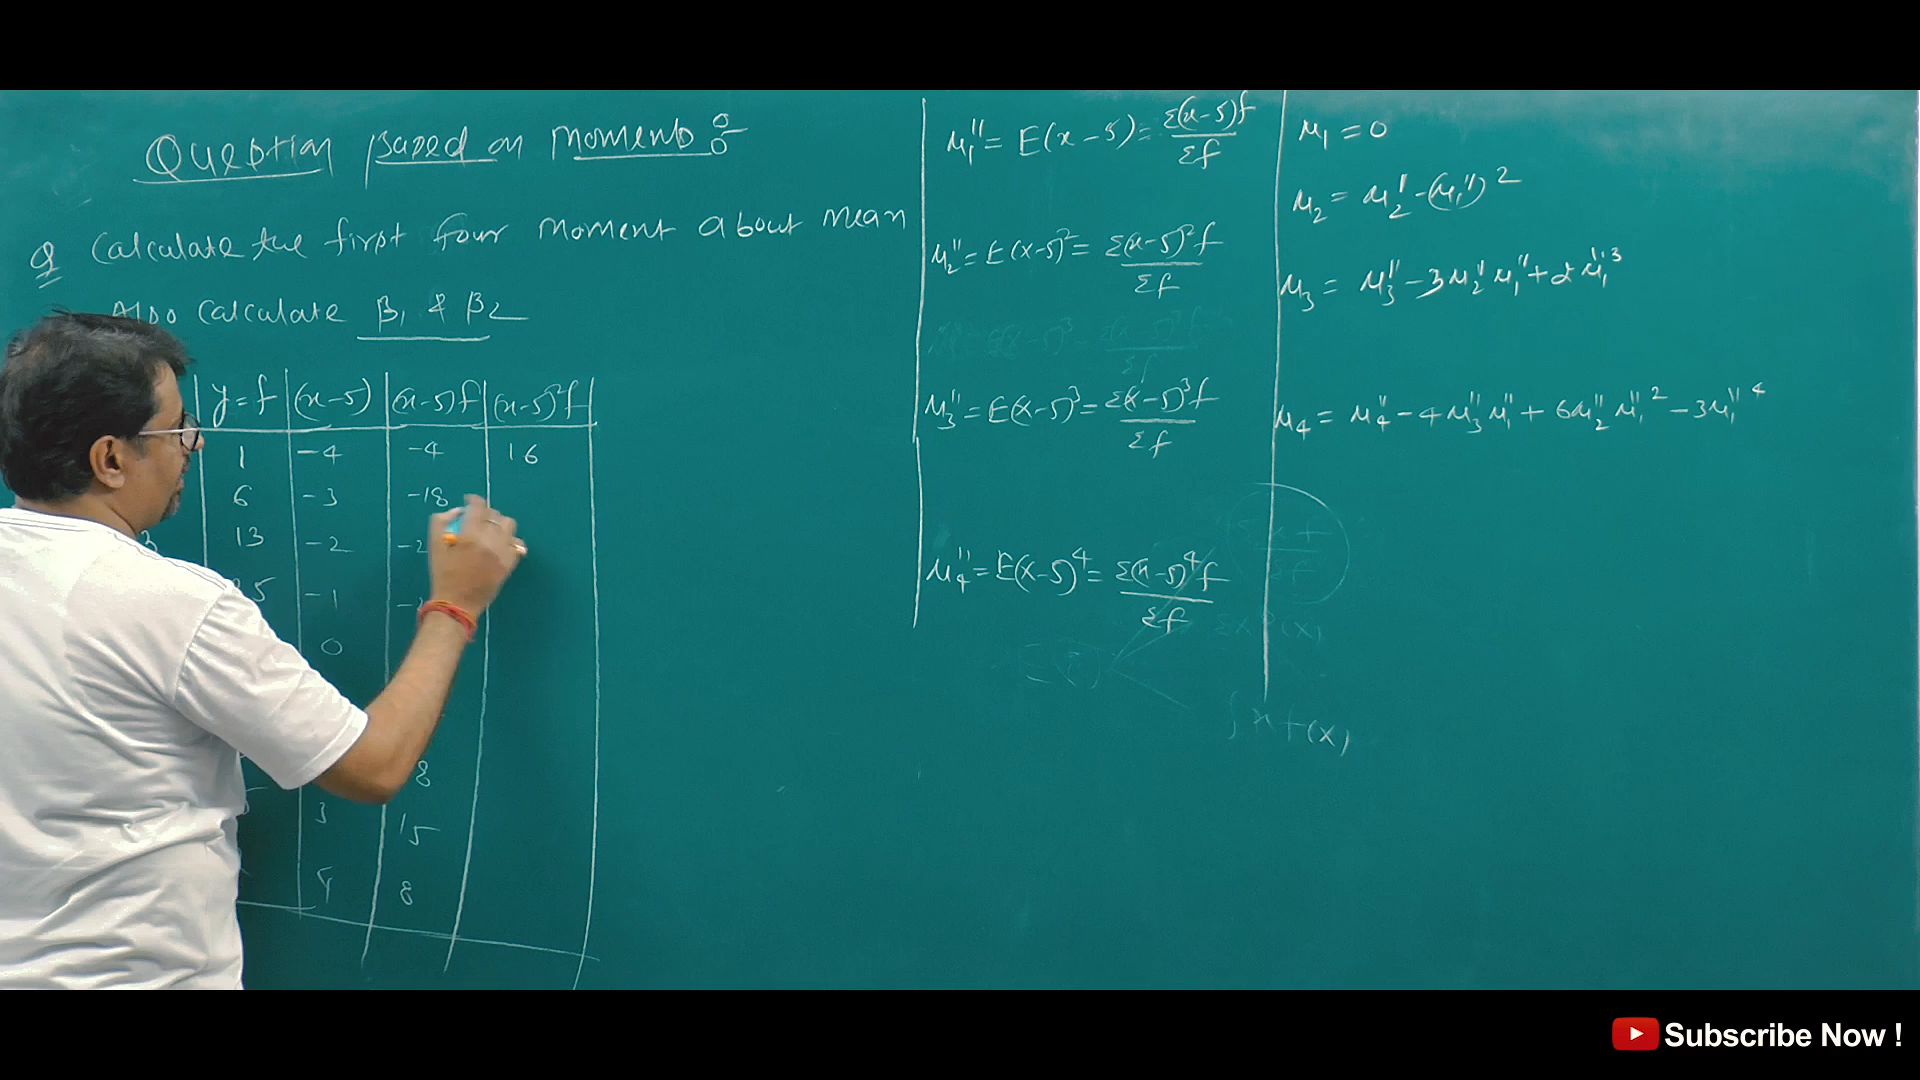 Question Based on Moments :
Q Calculate the first four moment about mean
Also calculate β₁ & β₂
y=f (x-5) (x-5)f (x-5)²f
1 -4 -4 16
6 -3 -18
13 -2
-1
0
8
3 15
8
μ₁'' = E(x-5) = Σ(x-5)f / Σf
μ₂'' = E(x-5)² = Σ(x-5)²f / Σf
μ₃'' = E(x-5)³ = Σ(x-5)³f / Σf
μ₄'' = E(x-5)⁴ = Σ(x-5)⁴f / Σf
μ₁ = 0
μ₂ = μ₂'' - (μ₁'')²
μ₃ = μ₃'' - 3μ₂''μ₁'' + 2μ₁''³
μ₄ = μ₄'' - 4μ₃''μ₁'' + 6μ₂''μ₁''² - 3μ₁''⁴
Subscribe Now !